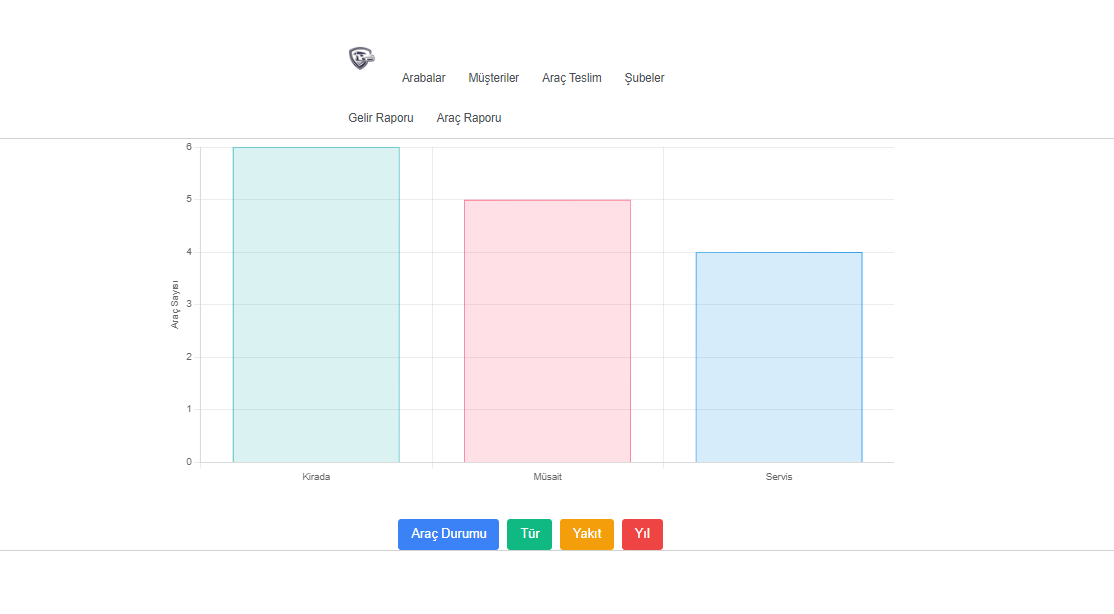 Arabalar Müşteriler Araç Teslim Şubeler
Gelir Raporu Araç Raporu
6
5
4
3
2
1
0
Araç Sayısı
Kirada Müsait Servis
Araç Durumu Tür Yakıt Yıl